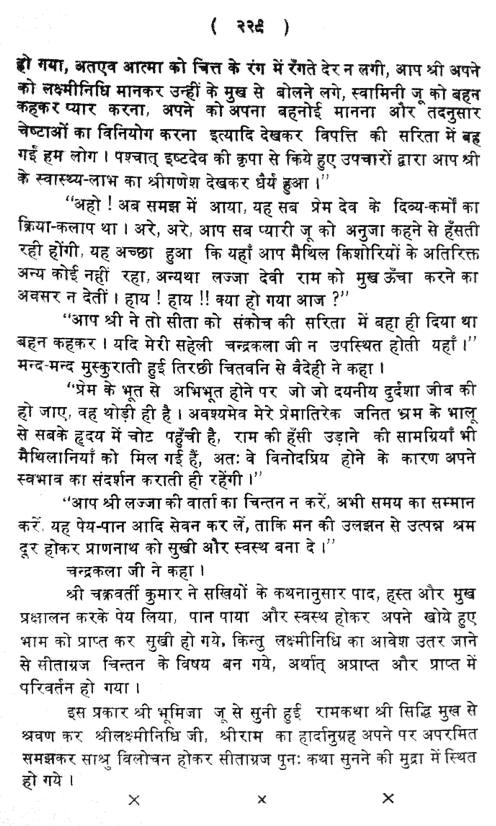 ( २२९ )
हो गया, अतएव आत्मा को चित्त के रंग में रँगते देर न लगी, आप श्री अपने
को लक्ष्मीनिधि मानकर उन्हीं के मुख से बोलने लगे, स्वामिनी जू को बहन
कहकर प्यार करना, अपने को अपना बहनोई मानना और तदनुसार
चेष्टाओं का विनियोग करना इत्यादि देखकर विपत्ति की सरिता में बह
गईं हम लोग । पश्चात् इष्टदेव की कृपा से किये हुए उपचारों द्वारा आप श्री
के स्वास्थ्य-लाभ का श्रीगणेश देखकर धैर्य हुआ ।”
“अहो ! अब समझ में आया, यह सब प्रेम देव के दिव्य-कर्मों का
क्रिया-कलाप था । अरे, अरे, आप सब प्यारी जू को अनुजा कहने से हँसती
रही होंगी, यह अच्छा हुआ कि यहाँ आप मैथिल किशोरियों के अतिरिक्त
अन्य कोई नहीं रहा, अन्यथा लज्जा देवी राम को मुख ऊँचा करने का
अवसर न देतीं । हाय ! हाय !! क्या हो गया आज ?”
“आप श्री ने तो सीता को संकोच की सरिता में बहा ही दिया था
बहन कहकर । यदि मेरी सहेली चन्द्रकला जी न उपस्थित होती यहाँ ।”
मन्द-मन्द मुस्कुराती हुई तिरछी चितवनि से वैदेही ने कहा ।
“प्रेम के भूत से अभिभूत होने पर जो जो दयनीय दुर्दशा जीव की
हो जाए, वह थोड़ी ही है । अवश्यमेव मेरे प्रेमातिरेक जनित भ्रम के भालू
से सबके हृदय में चोट पहुँची है, राम की हँसी उड़ाने की सामग्रियाँ भी
मैथिलानियों को मिल गई हैं, अतः वे विनोदप्रिय होने के कारण अपने
स्वभाव का संदर्शन कराती ही रहेंगी ।”
“आप श्री लज्जा की वार्ता का चिन्तन न करें, अभी समय का सम्मान
करें, यह पेय-पान आदि सेवन कर लें, ताकि मन की उलझन से उत्पन्न श्रम
दूर होकर प्राणनाथ को सुखी और स्वस्थ बना दे ।”
चन्द्रकला जी ने कहा ।
श्री चक्रवर्ती कुमार ने सखियों के कथनानुसार पाद, हस्त और मुख
प्रक्षालन करके पेय लिया, पान पाया और स्वस्थ होकर अपने खोये हुए
भाम को प्राप्त कर सुखी हो गये, किन्तु लक्ष्मीनिधि का आवेश उतर जाने
से सीताग्रज चिन्तन के विषय बन गये, अर्थात् अप्राप्त और प्राप्त में
परिवर्तन हो गया ।
इस प्रकार श्री भूमिजा जू से सुनी हुई रामकथा श्री सिद्धि मुख से
श्रवण कर श्रीलक्ष्मीनिधि जी, श्रीराम का हार्दानुग्रह अपने पर अपरमित
समझकर साश्रु विलोचन होकर सीताग्रज पुनः कथा सुनने की मुद्रा में स्थित
हो गये ।
× × ×